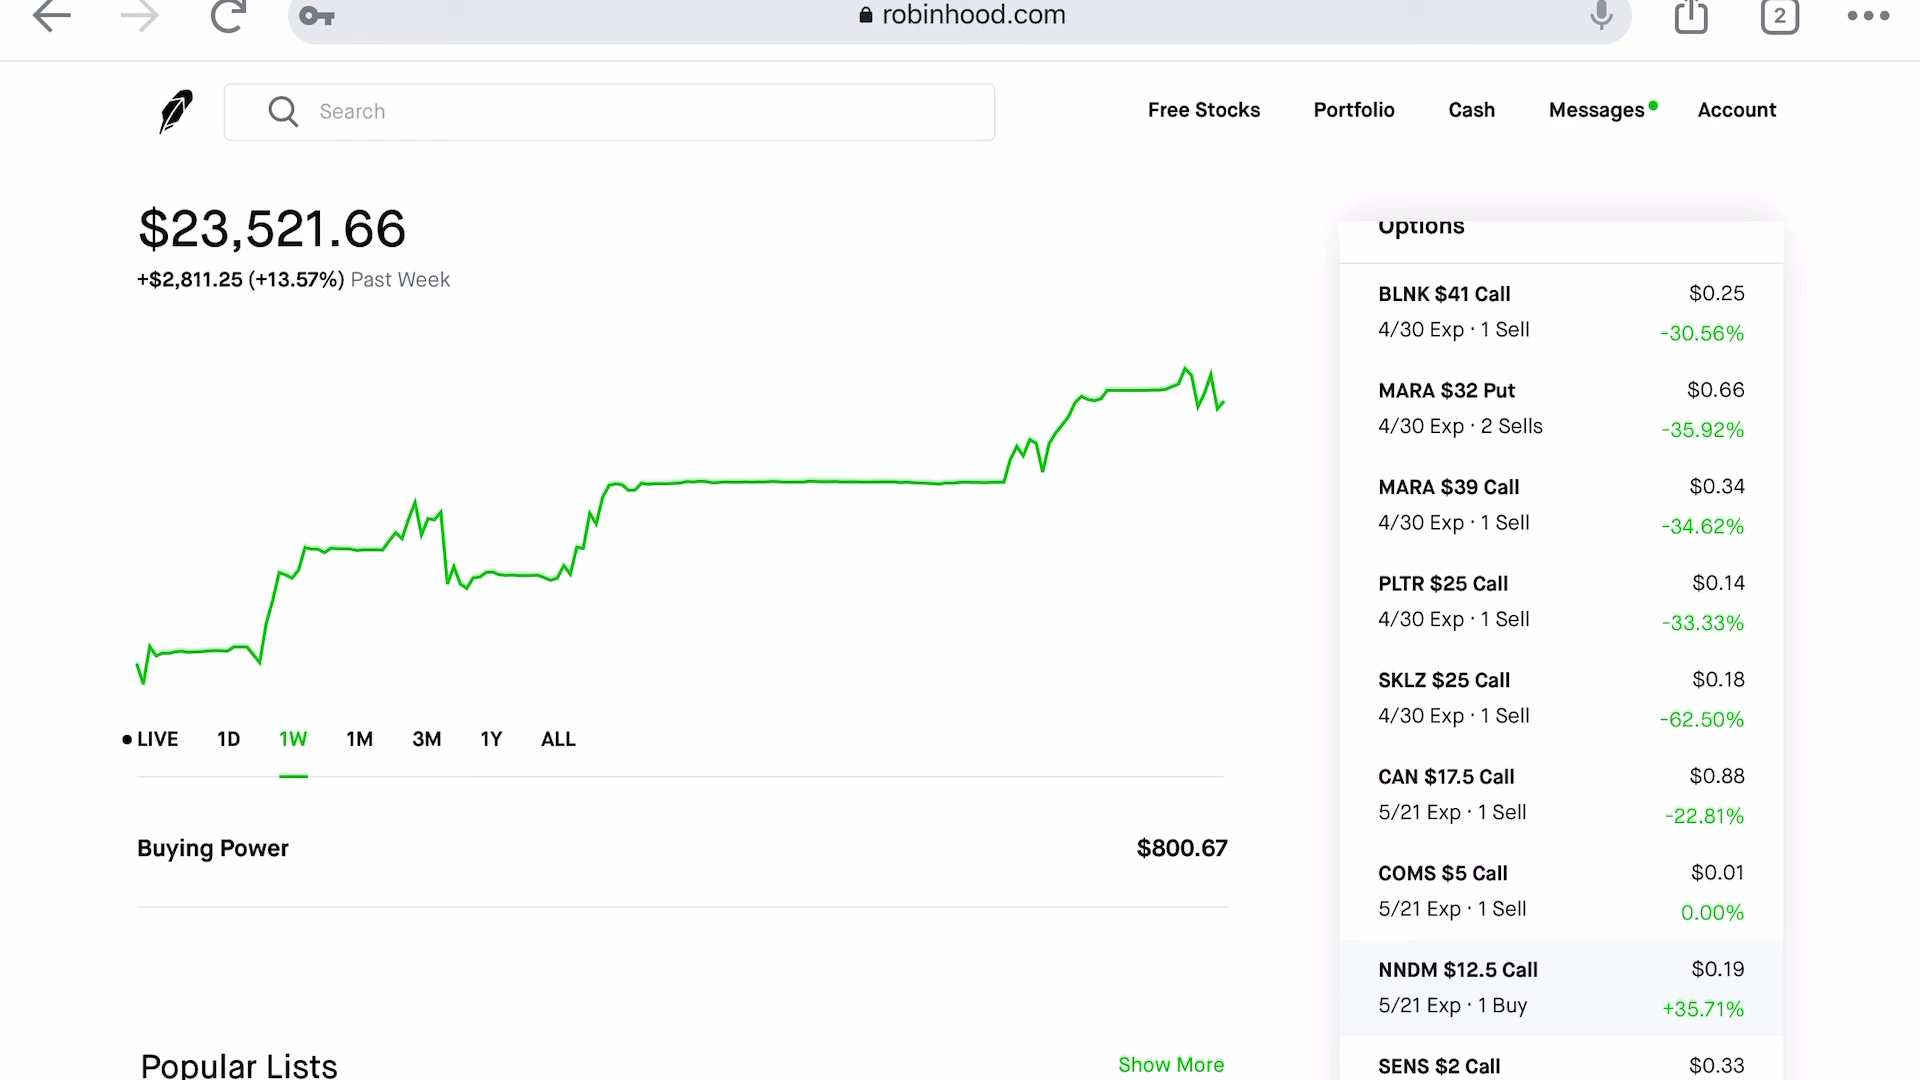 robinhood.com
2
Search
Free Stocks
Portfolio
Cash
Messages
Account
$23,521.66
+$2,811.25 (+13.57%) Past Week
LIVE
1D
1W
1M
3M
1Y
ALL
Buying Power
$800.67
Popular Lists
Show More
Options
BLNK $41 Call
$0.25
4/30 Exp · 1 Sell
-30.56%
MARA $32 Put
$0.66
4/30 Exp · 2 Sells
-35.92%
MARA $39 Call
$0.34
4/30 Exp · 1 Sell
-34.62%
PLTR $25 Call
$0.14
4/30 Exp · 1 Sell
-33.33%
SKLZ $25 Call
$0.18
4/30 Exp · 1 Sell
-62.50%
CAN $17.5 Call
$0.88
5/21 Exp · 1 Sell
-22.81%
COMS $5 Call
$0.01
5/21 Exp · 1 Sell
0.00%
NNDM $12.5 Call
$0.19
5/21 Exp · 1 Buy
+35.71%
SENS $2 Call
$0.33